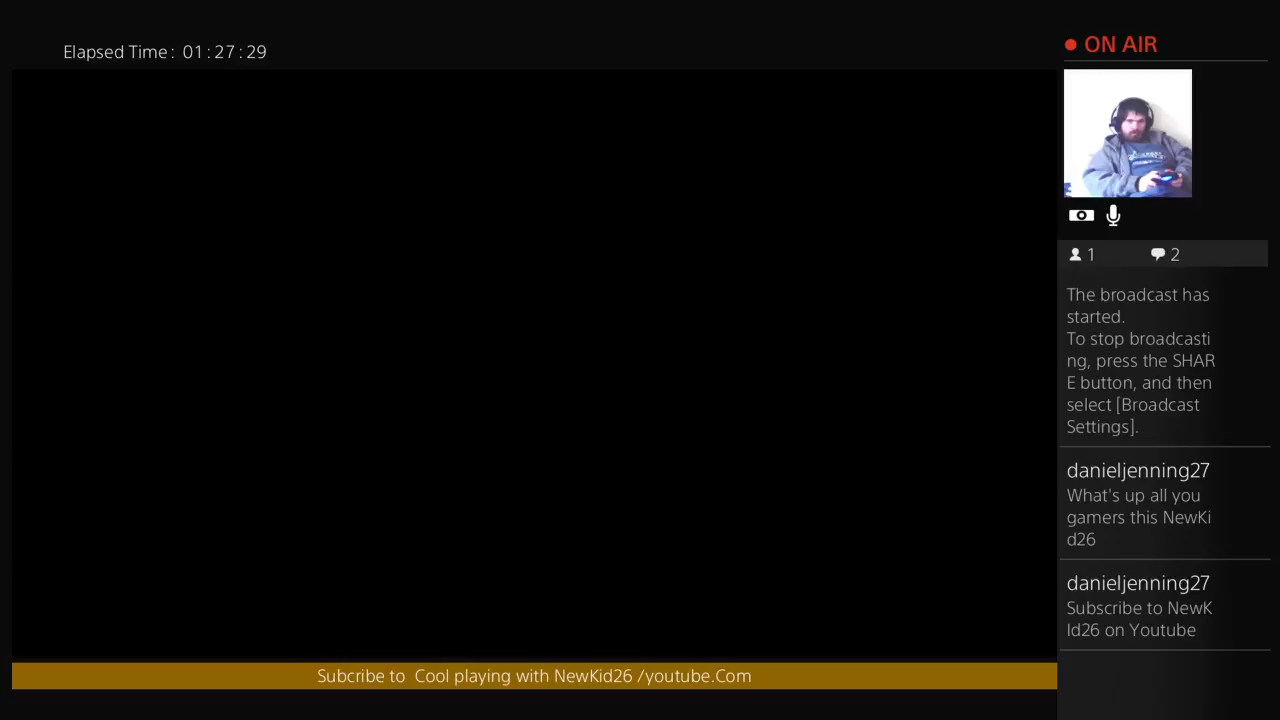 Elapsed Time: 01:27:29
ON AIR
1
2
The broadcast has
started.
To stop broadcasti
ng, press the SHAR
E button, and then
select [Broadcast
Settings].
danieljenning27
What's up all you
gamers this NewKi
d26
danieljenning27
Subscribe to NewK
Id26 on Youtube
Subcribe to  Cool playing with NewKid26 /youtube.Com